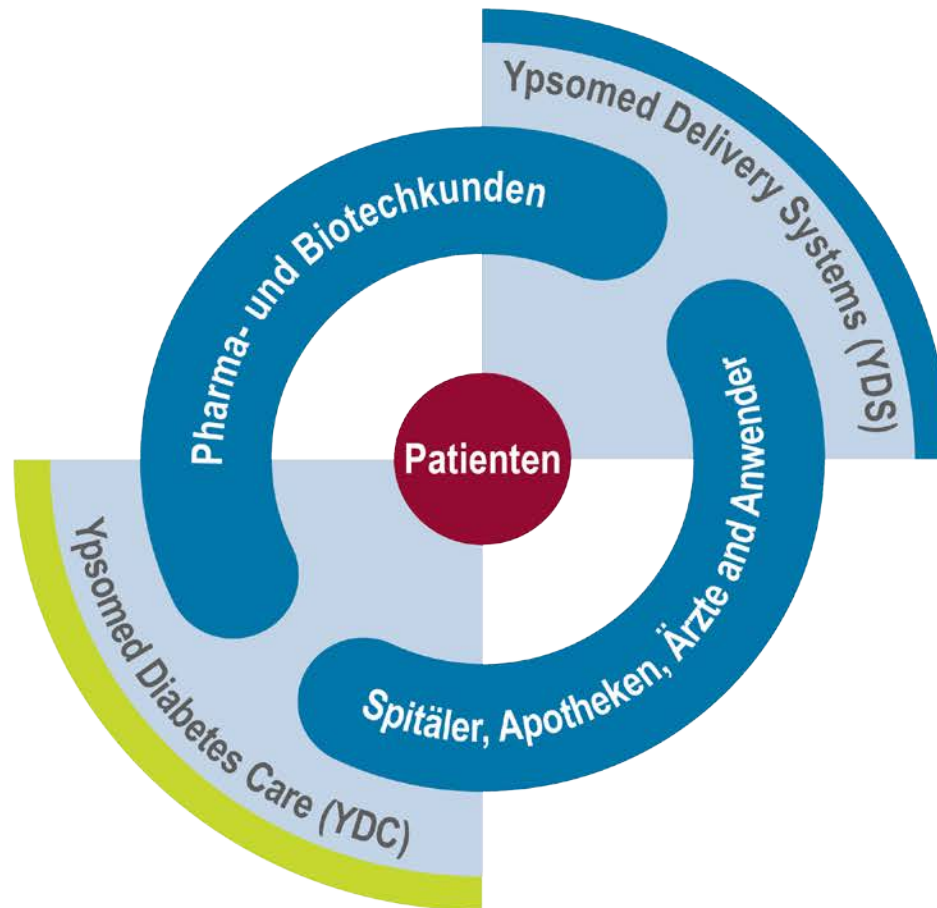 Ypsomed Delivery Systems (YDS)
Pharma- und Biotechkunden
Patienten
Spitäler, Apotheken, Ärzte and Anwender
Ypsomed Diabetes Care (YDC)